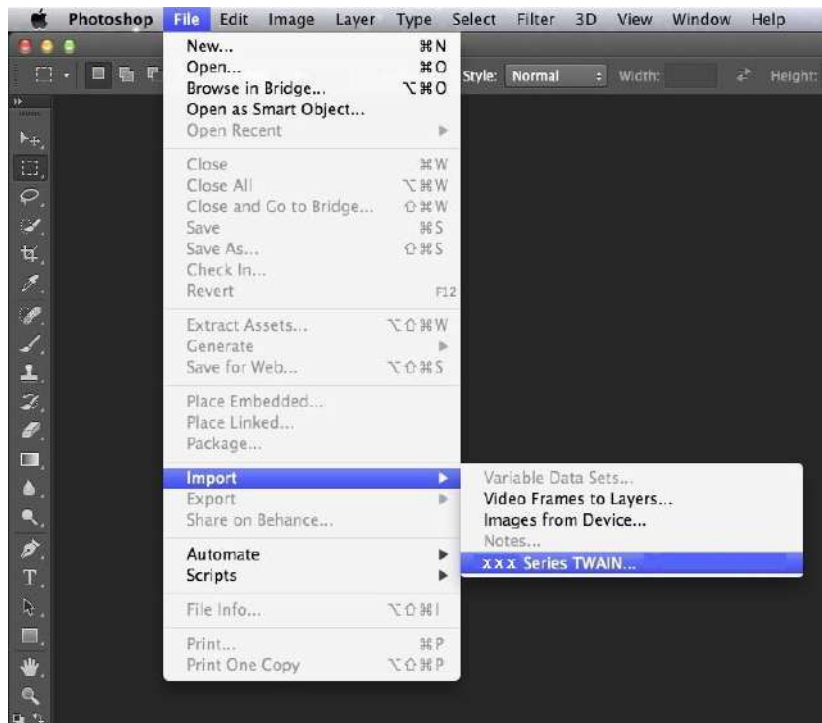 Photoshop File Edit Image Layer Type Select Filter 3D View Window Help
Style: Normal Width: Height:
New... ⌘N
Open... ⌘O
Browse in Bridge... ⌥⌘O
Open as Smart Object...
Open Recent
Close ⌘W
Close All ⌥⌘W
Close and Go to Bridge... ⇧⌘W
Save ⌘S
Save As... ⇧⌘S
Check In...
Revert F12
Extract Assets... ⌥⇧⌘W
Generate
Save for Web... ⌥⇧⌘S
Place Embedded...
Place Linked...
Package...
Import
Export
Share on Behance...
Automate
Scripts
File Info... ⌥⇧⌘I
Print... ⌘P
Print One Copy ⌥⇧⌘P
Variable Data Sets...
Video Frames to Layers...
Images from Device...
Notes...
xxx Series TWAIN...